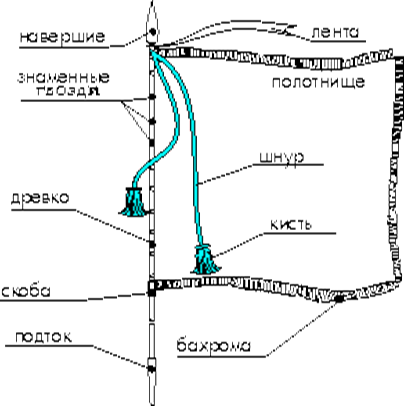 навершие
лента
знаменные
гвозди
полотнище
шнур
древко
кисть
скоба
подток
бахрома